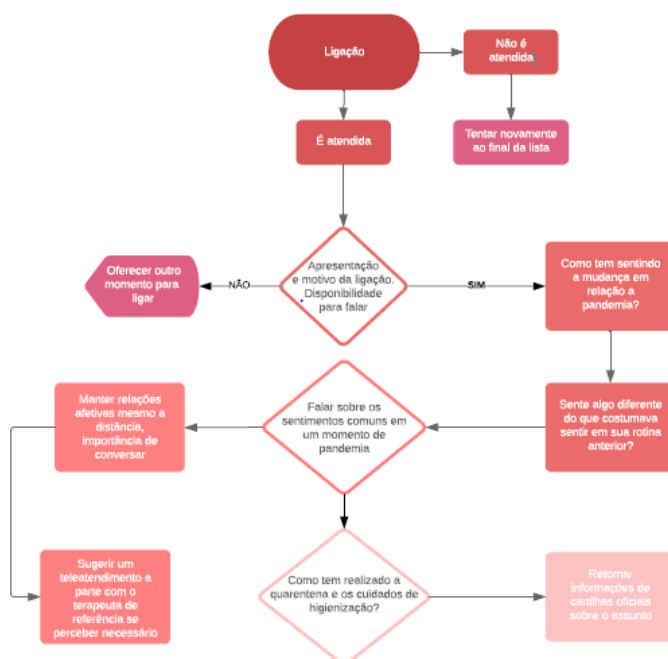 Ligação
Não é
atendida
É atendida
Tentar novamente
ao final da lista
Apresentação
e motivo da ligação.
Disponibilidade
para falar
NÃO
SIM
Oferecer outro
momento para
ligar
Como tem sentindo
a mudança em
relação a
pandemia?
Sente algo diferente
do que costumava
sentir em sua rotina
anterior?
Falar sobre os
sentimentos comuns em
um momento de
pandemia
Manter relações
afetivas mesmo a
distância,
importância de
conversar
Sugerir um
teleatendimento a
parte com o
terapeuta de
referência se
perceber necessário
Como tem realizado a
quarentena e os cuidados de
higienização?
Retomar
informações de
cartilhas oficiais
sobre o assunto